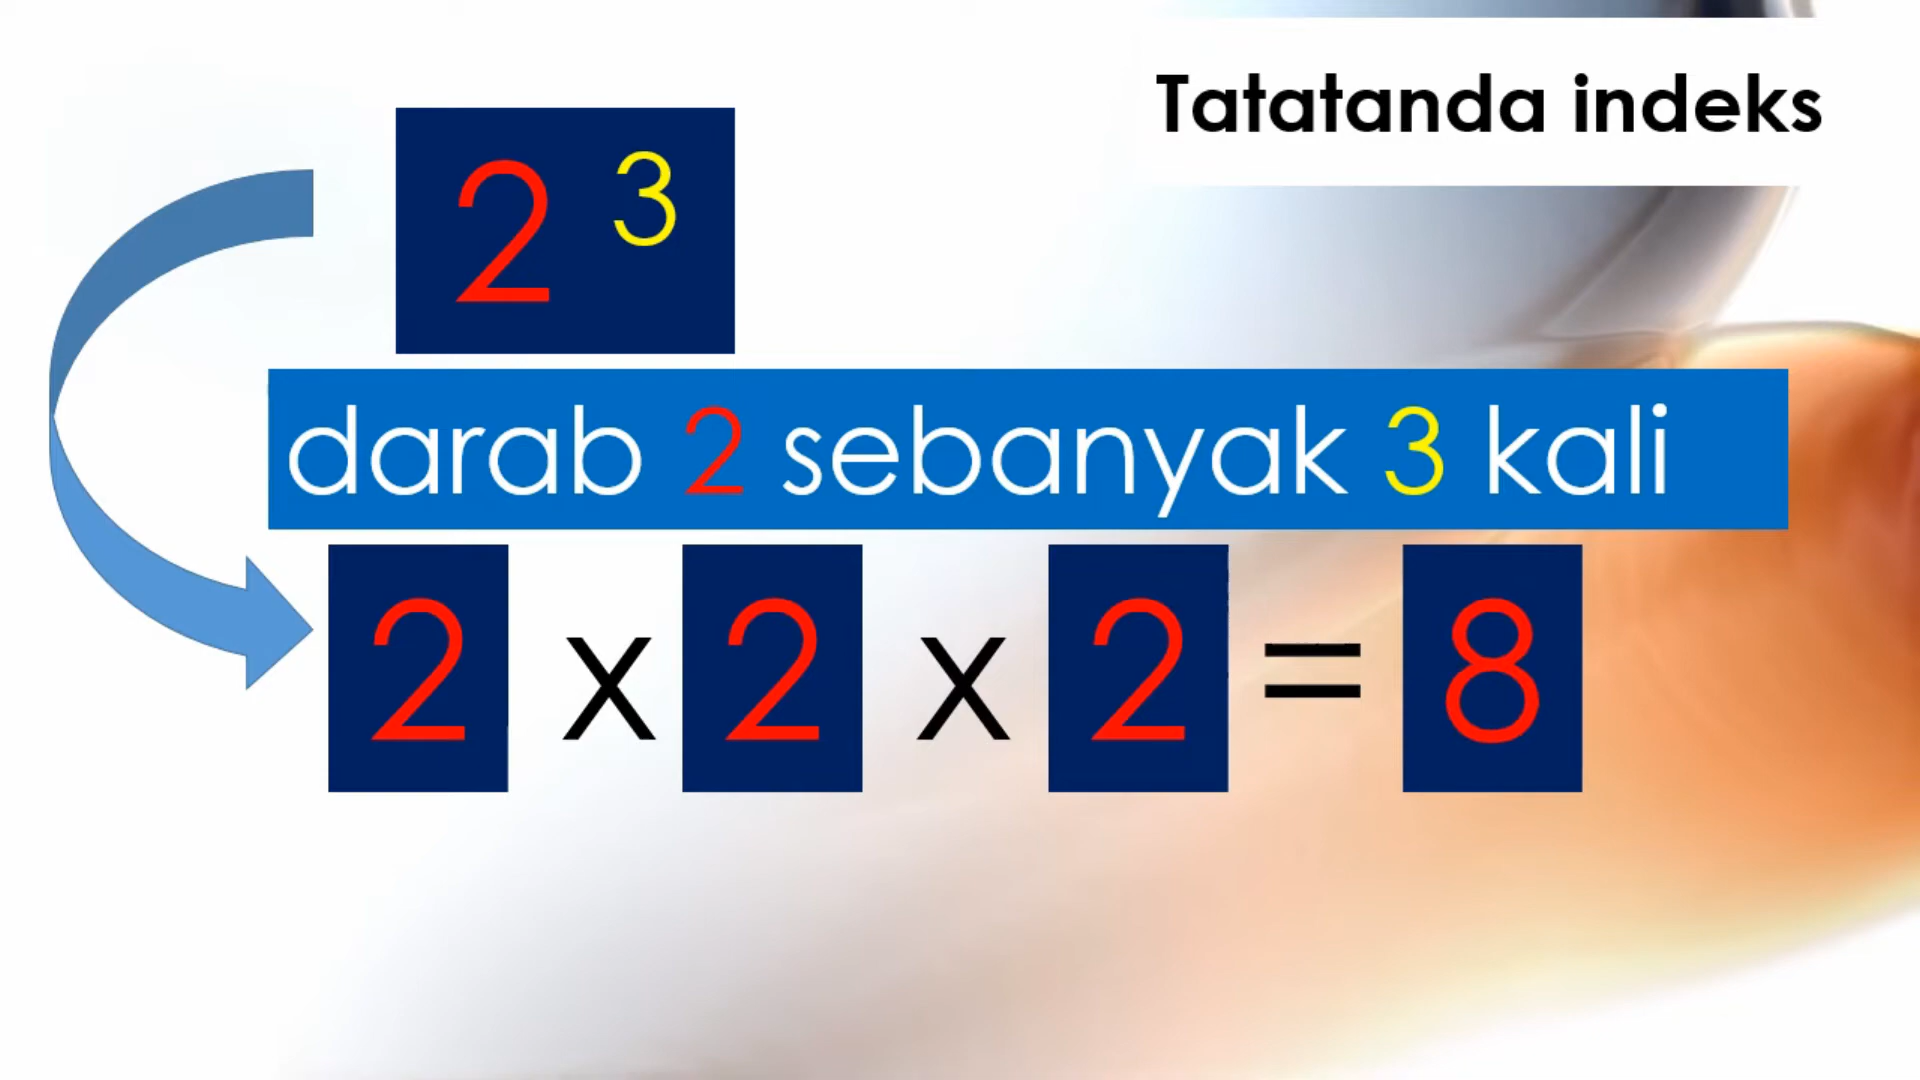 Tatatanda indeks
2 3
darab 2 sebanyak 3 kali
2 x 2 x 2 = 8